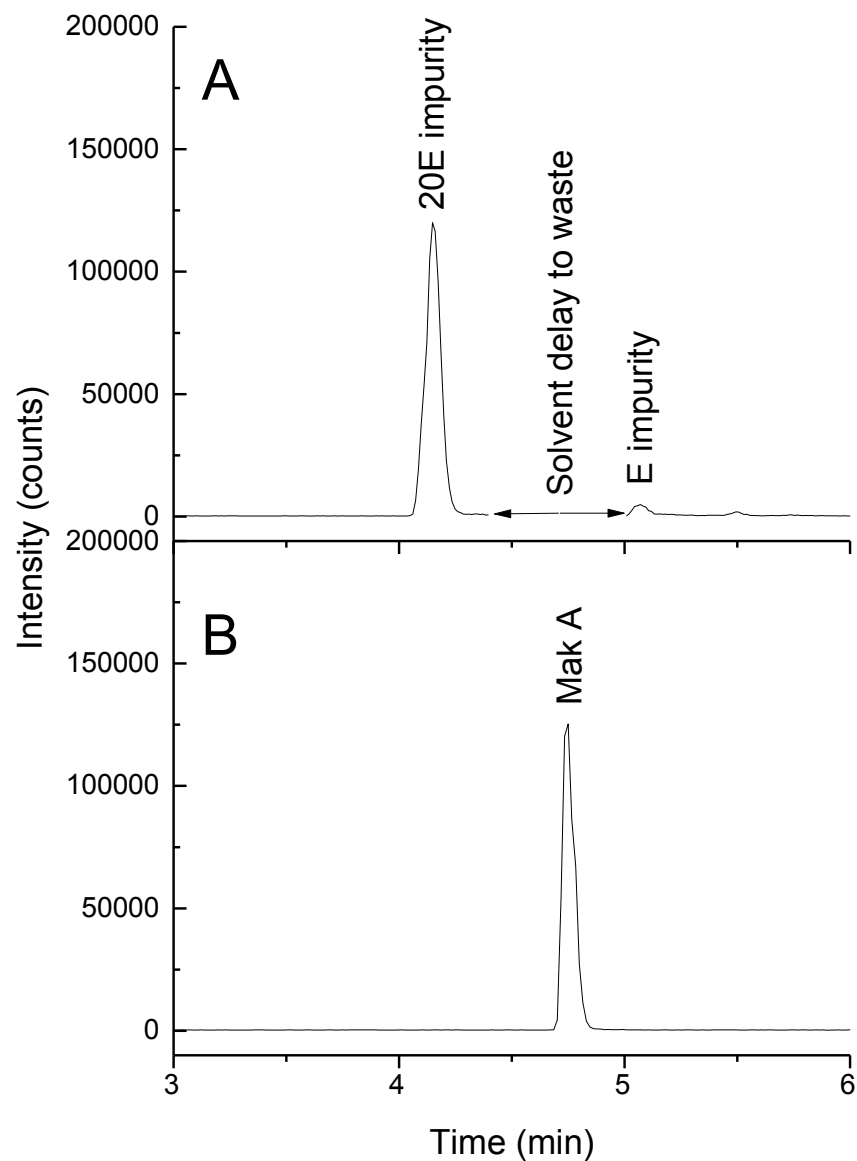 200000
A
20E impurity
150000
Solvent delay to waste
100000
E impurity
50000
0
Intensity (counts)
200000
B
Mak A
150000
100000
50000
0
3
4
5
6
Time (min)